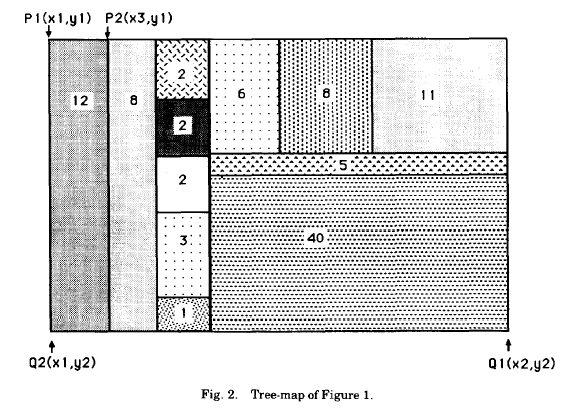 P1(x1,y1) P2(x3,y1)
12 8 2 6 8 11
2
2 5
3 40
1
Q2(x1,y2) Q1(x2,y2)
Fig. 2. Tree-map of Figure 1.